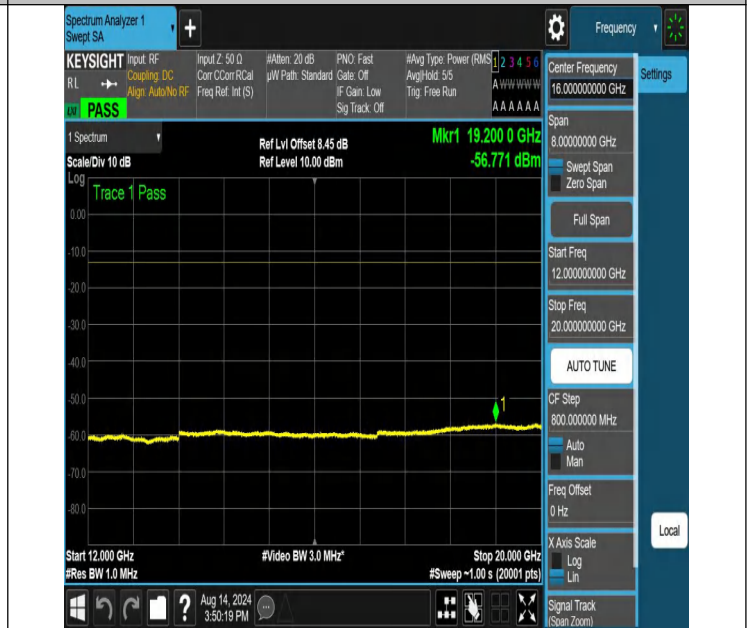 Spectrum Analyzer 1
Swept SA
+
Frequency
KEYSIGHT
Input: RF
Coupling: DC
Align: Auto/No RF
Input Z: 50 Ω
Corr CCorr RCal
Freq Ref: Int (S)
#Atten: 20 dB
µW Path: Standard
PNO: Fast
Gate: Off
IF Gain: Low
Sig Track: Off
#Avg Type: Power (RMS
Avg|Hold: 5/5
Trig: Free Run
1 2 3 4 5 6
A W W W W W
A A A A A A
R L
PASS
1 Spectrum
Scale/Div 10 dB
Ref Lvl Offset 8.45 dB
Ref Level 10.00 dBm
Mkr1 19.200 0 GHz
-56.771 dBm
Log
Trace 1 Pass
0.00
-10.0
-20.0
-30.0
-40.0
-50.0
-60.0
-70.0
-80.0
1
Start 12.000 GHz
#Res BW 1.0 MHz
#Video BW 3.0 MHz*
Stop 20.000 GHz
#Sweep ~1.00 s (20001 pts)
Aug 14, 2024
3:50:19 PM
?
Center Frequency
16.000000000 GHz
Settings
Span
8.00000000 GHz
Swept Span
Zero Span
Full Span
Start Freq
12.000000000 GHz
Stop Freq
20.000000000 GHz
AUTO TUNE
CF Step
800.000000 MHz
Auto
Man
Freq Offset
0 Hz
X Axis Scale
Log
Lin
Local
Signal Track
(Span Zoom)